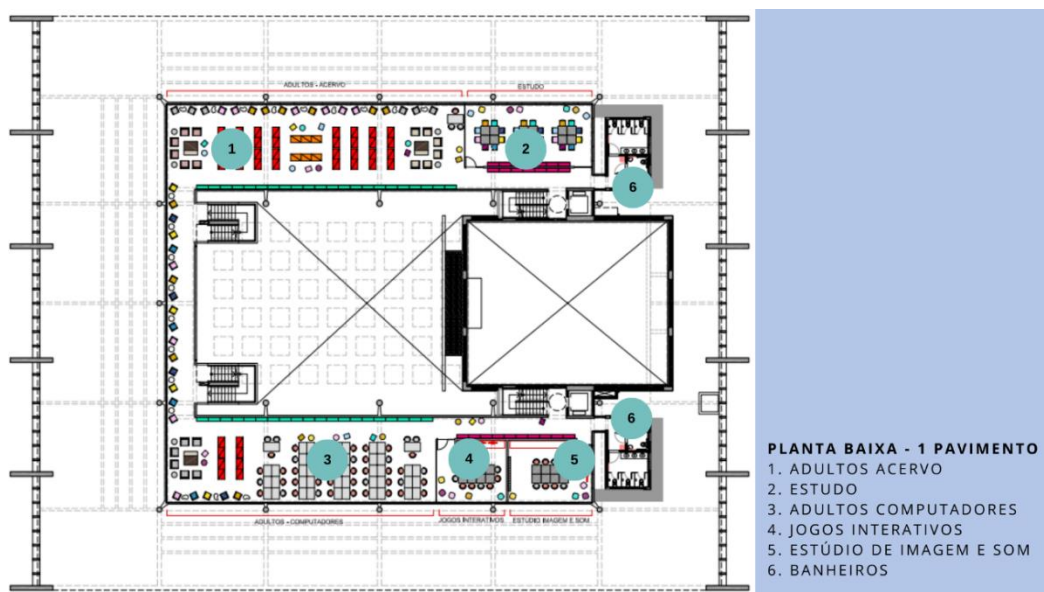 ADULTOS - ACERVO
ESTUDO
1
2
6
3
4
5
6
ADULTOS - COMPUTADORES
JOGOS INTERATIVOS
ESTUDIO IMAGEM E SOM
PLANTA BAIXA - 1 PAVIMENTO
1. ADULTOS ACERVO
2. ESTUDO
3. ADULTOS COMPUTADORES
4. JOGOS INTERATIVOS
5. ESTÚDIO DE IMAGEM E SOM
6. BANHEIROS